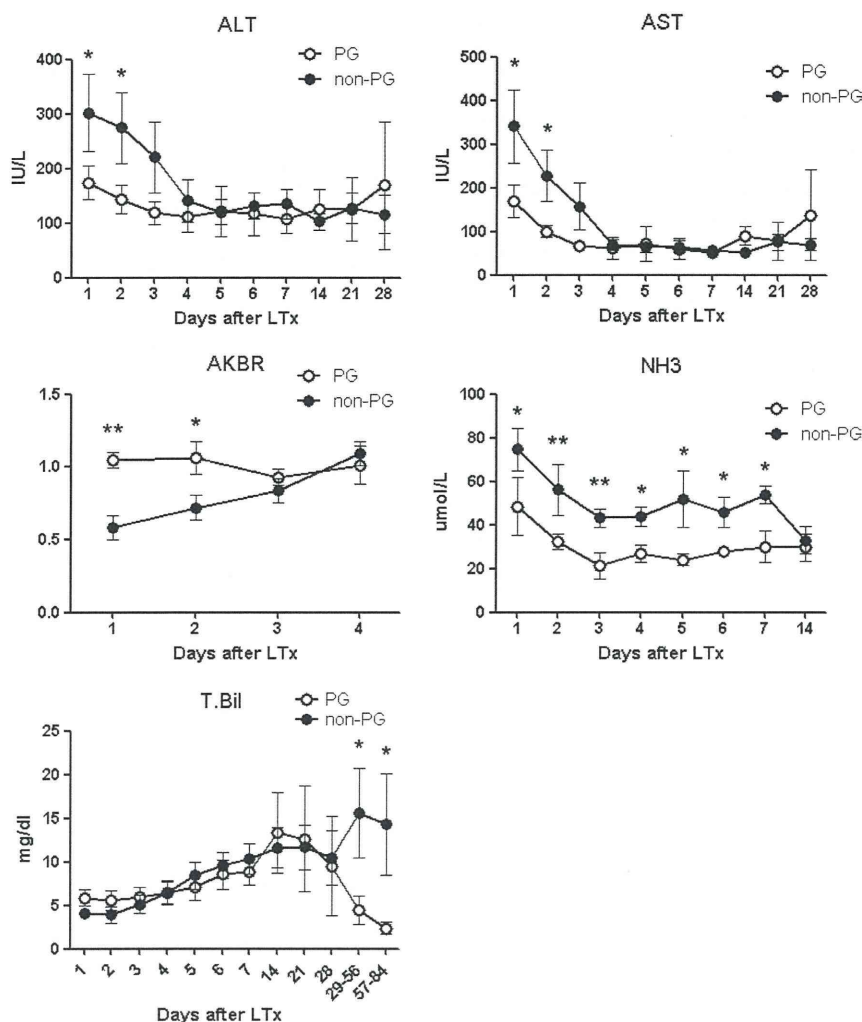 ALT
PG
non-PG
* *
IU/L
400
300
200
100
0
1 2 3 4 5 6 7 14 21 28
Days after LTx
AST
PG
non-PG
* *
IU/L
500
400
300
200
100
0
1 2 3 4 5 6 7 14 21 28
Days after LTx
AKBR
PG
non-PG
** *
1.5
1.0
0.5
0.0
1 2 3 4
Days after LTx
NH3
PG
non-PG
* ** ** * * * *
umol/L
100
80
60
40
20
0
1 2 3 4 5 6 7 14
Days after LTx
T.Bil
PG
non-PG
* *
mg/dl
25
20
15
10
5
0
1 2 3 4 5 6 7 14 21 28 29-56 57-84
Days after LTx